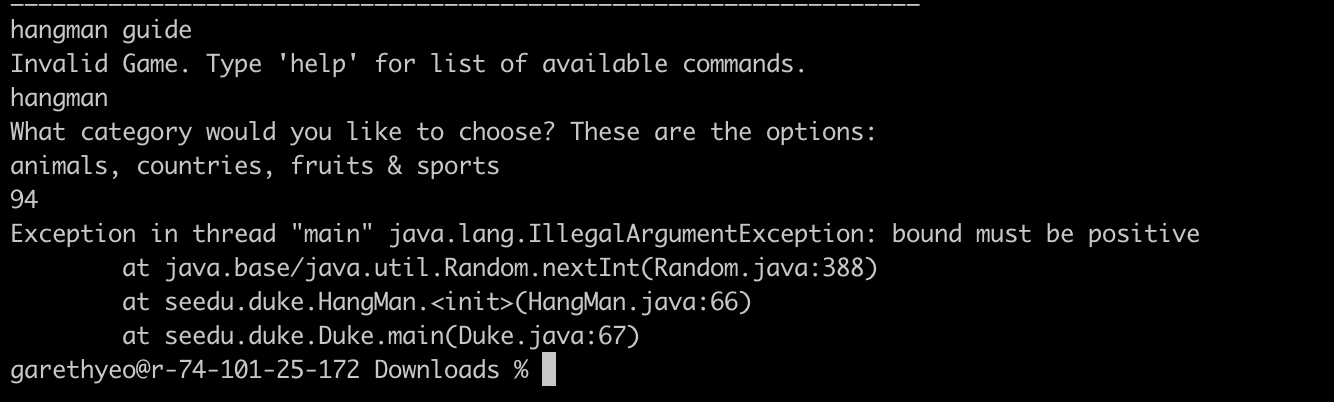 hangman guide
Invalid Game. Type 'help' for list of available commands.
hangman
What category would you like to choose? These are the options:
animals, countries, fruits & sports
94
Exception in thread "main" java.lang.IllegalArgumentException: bound must be positive
        at java.base/java.util.Random.nextInt(Random.java:388)
        at seedu.duke.HangMan.<init>(HangMan.java:66)
        at seedu.duke.Duke.main(Duke.java:67)
garethyeo@r-74-101-25-172 Downloads %